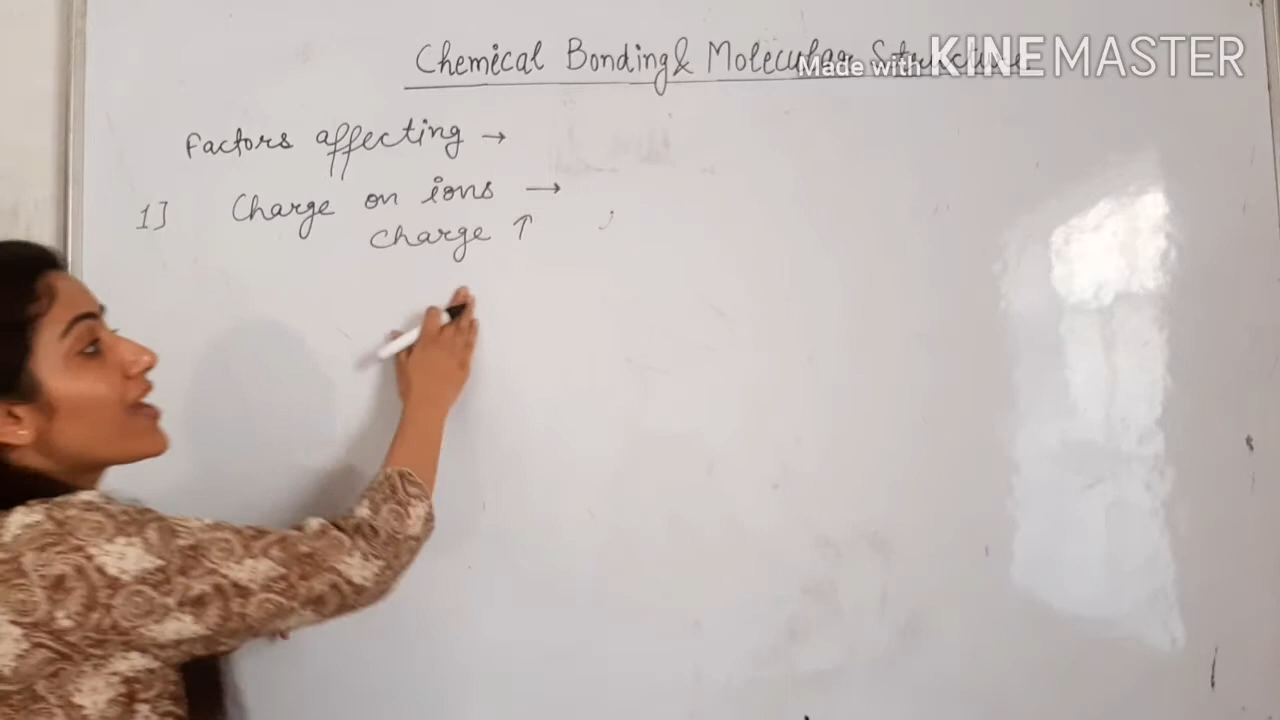 Chemical Bonding & Molecular Structure
Made with KINEMASTER
Factors affecting →
1] Charge on ions →
charge ↑